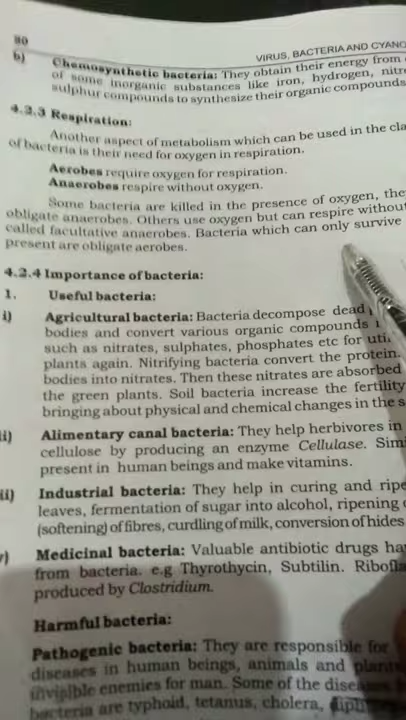 80
VIRUS, BACTERIA AND CYANO
b) Chemosynthetic bacteria: They obtain their energy from
of some inorganic substances like iron, hydrogen, nitr
sulphur compounds to synthesize their organic compounds
4.2.3 Respiration:
Another aspect of metabolism which can be used in the cla
of bacteria is their need for oxygen in respiration.
Aerobes require oxygen for respiration.
Anaerobes respire without oxygen.
Some bacteria are killed in the presence of oxygen, the
obligate anaerobes. Others use oxygen but can respire withou
called facultative anaerobes. Bacteria which can only survive
present are obligate aerobes.
4.2.4 Importance of bacteria:
1. Useful bacteria:
i) Agricultural bacteria: Bacteria decompose dead
bodies and convert various organic compounds
such as nitrates, sulphates, phosphates etc for uti
plants again. Nitrifying bacteria convert the protein
bodies into nitrates. Then these nitrates are absorbed
the green plants. Soil bacteria increase the fertility
bringing about physical and chemical changes in the s
ii) Alimentary canal bacteria: They help herbivores in
cellulose by producing an enzyme Cellulase. Sim
present in human beings and make vitamins.
ii) Industrial bacteria: They help in curing and ripe
leaves, fermentation of sugar into alcohol, ripening
(softening) of fibres, curdling of milk, conversion of hides
v) Medicinal bacteria: Valuable antibiotic drugs ha
from bacteria. e.g Thyrothycin, Subtilin. Ribofla
produced by Clostridium.
Harmful bacteria:
Pathogenic bacteria: They are responsible for
diseases in human beings, animals and plants
invisible enemies for man. Some of the diseases
bacteria are typhoid, tetanus, cholera,